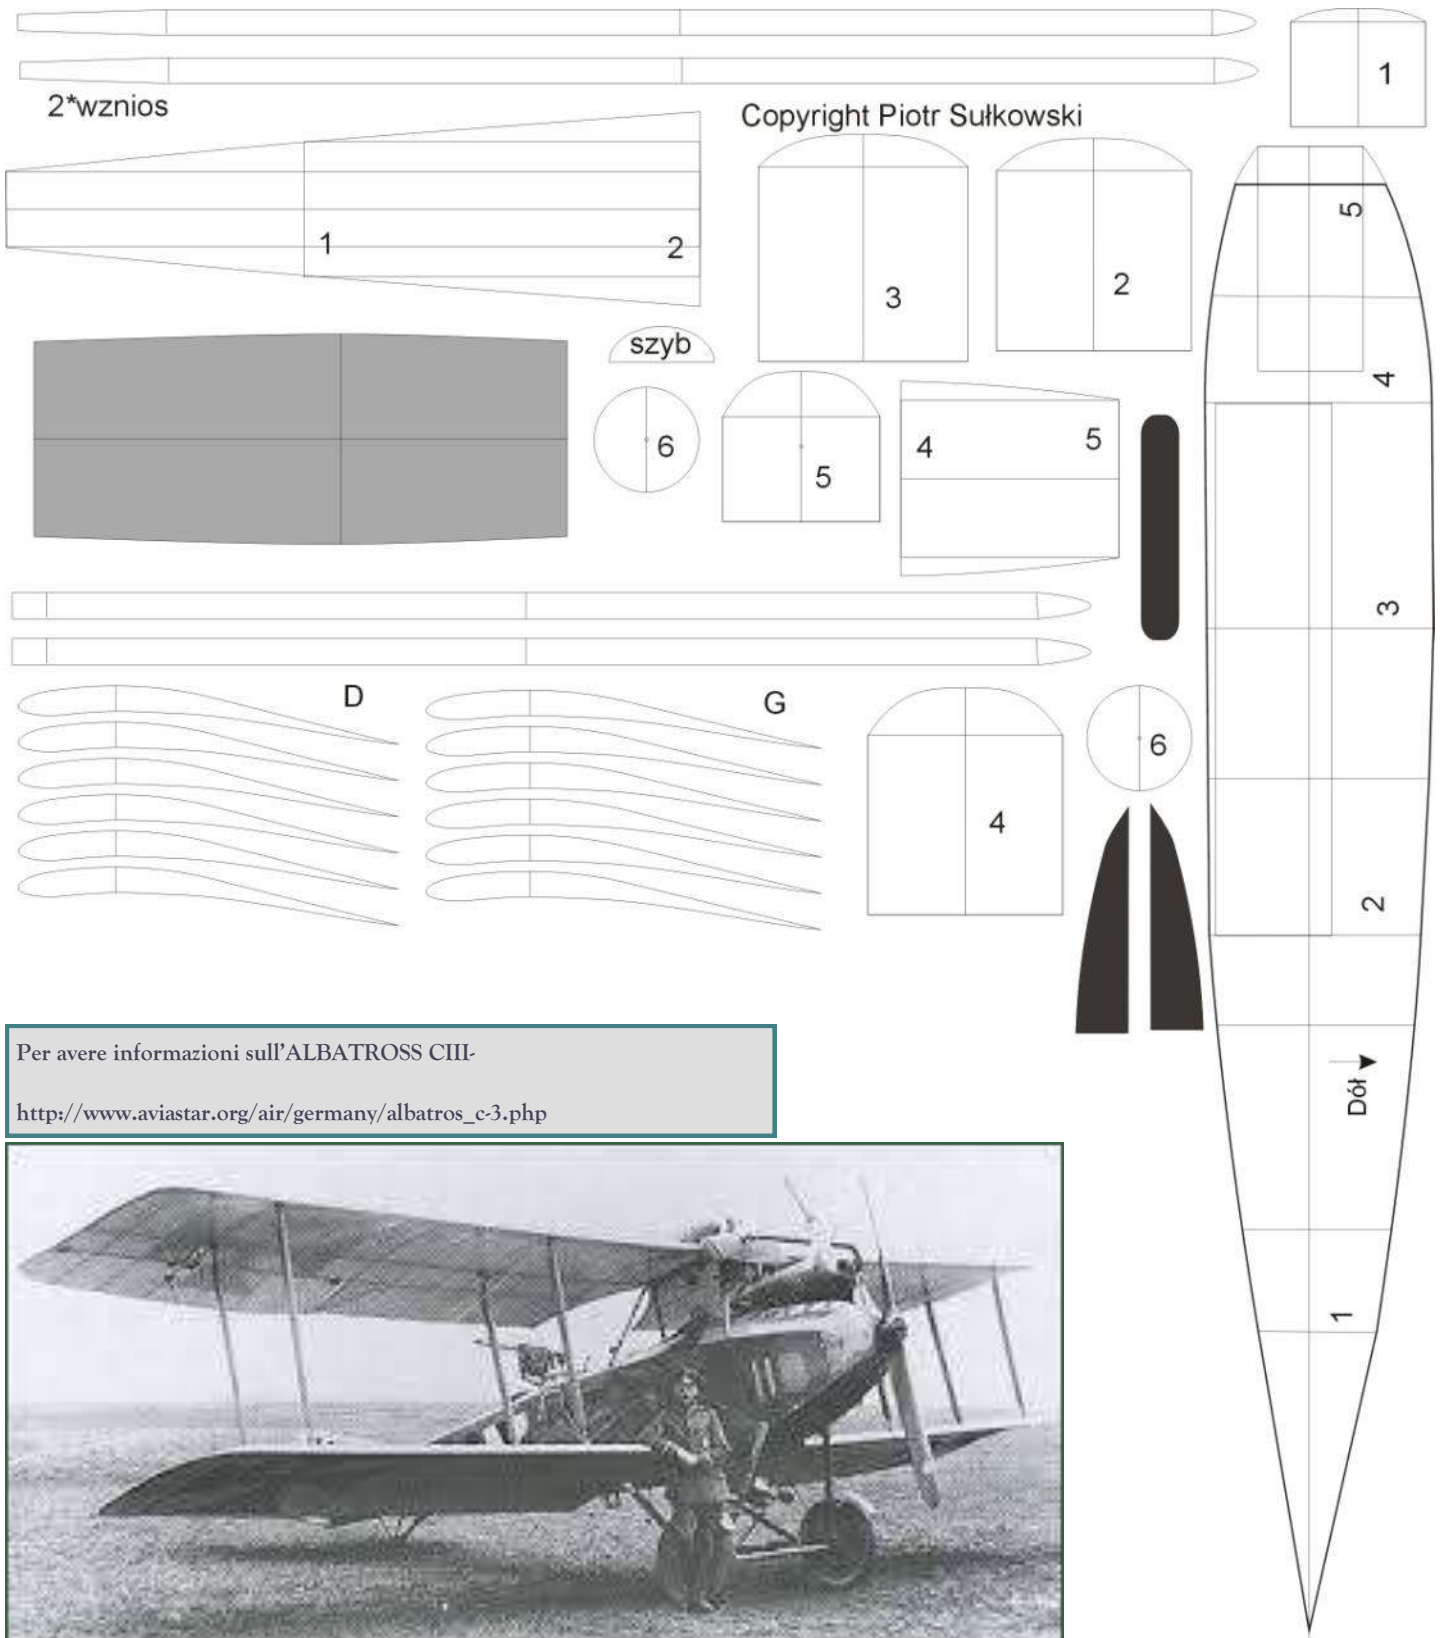 1
2*wznios
Copyright Piotr Sułkowski
1
2
3
2
5
szyb
6
5
4
5
4
3
D
G
4
6
2
Per avere informazioni sull'ALBATROSS CIII-
http://www.aviastar.org/air/germany/albatros_c-3.php
Dół
1